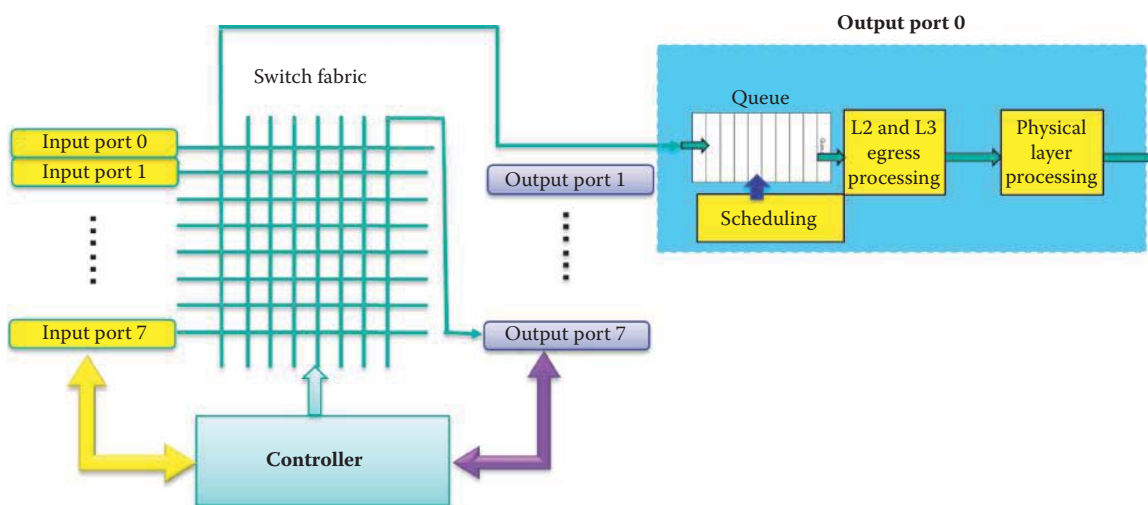 Output port 0
Switch fabric
Queue
Input port 0
Input port 1
Output port 1
L2 and L3
egress
processing
Physical
layer
processing
Scheduling
Input port 7
Output port 7
Controller